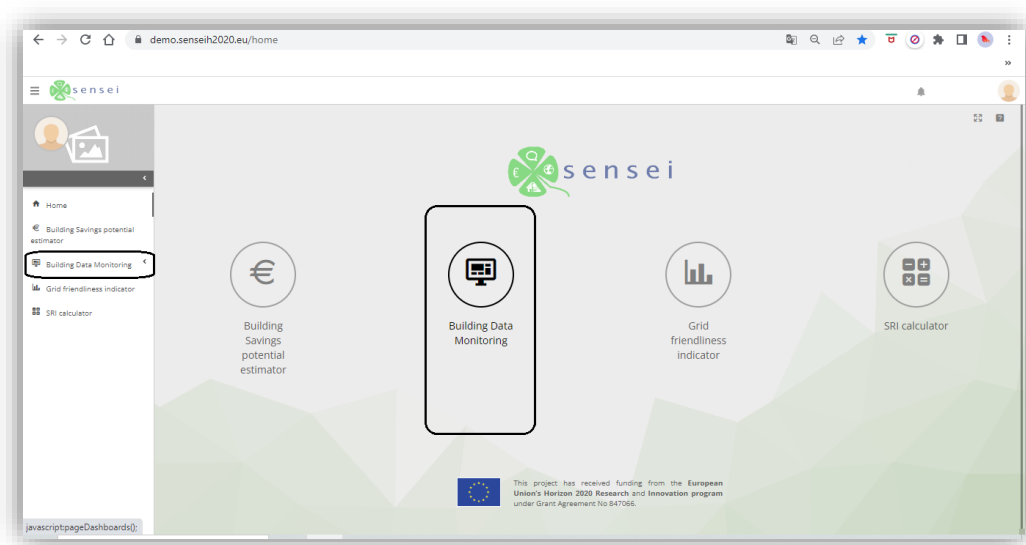 demo.senseih2020.eu/home
sensei
Home
Building Savings potential
estimator
Building Data Monitoring
Grid friendliness indicator
SRI calculator
sensei
Building
Savings
potential
estimator
Building Data
Monitoring
Grid
friendliness
indicator
SRI calculator
This project has received funding from the European
Union's Horizon 2020 Research and Innovation program
under Grant Agreement No 847066.
javascript:pageDashboards();